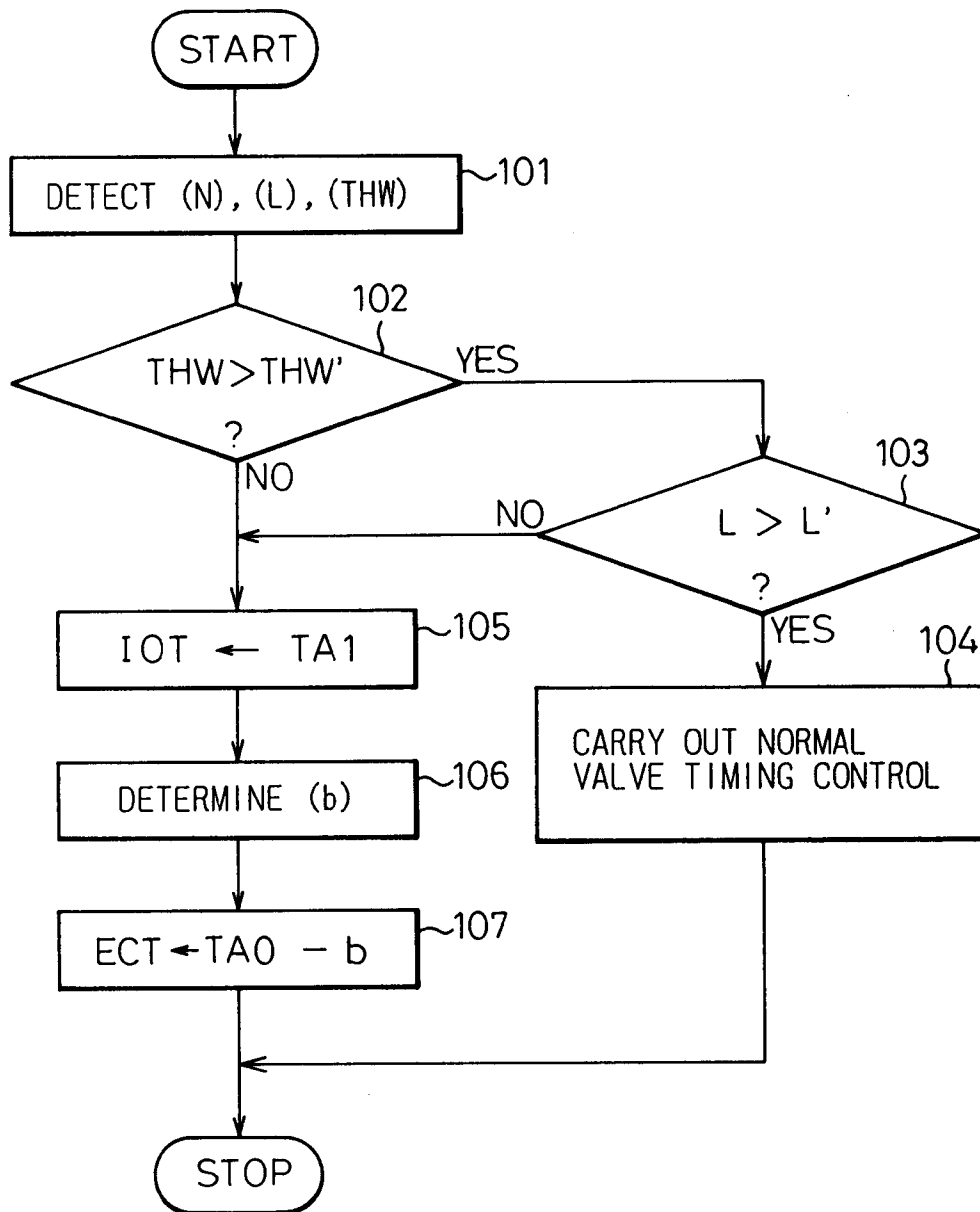 START
DETECT (N), (L), (THW)
101
102
THW > THW'
?
YES
NO
103
L > L'
?
NO
YES
104
CARRY OUT NORMAL
VALVE TIMING CONTROL
IOT ← TA1
105
DETERMINE (b)
106
ECT ← TA0 - b
107
STOP